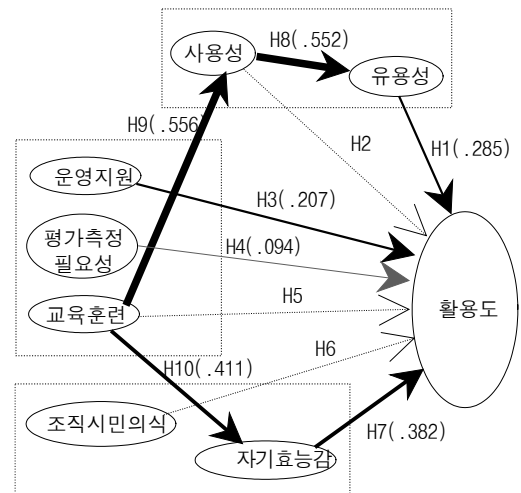 사용성
H8(.552)
유용성
H9(.556)
H2
H1(.285)
운영지원
H3(.207)
평가측정
필요성
H4(.094)
활용도
교육훈련
H5
H6
H10(.411)
조직시민의식
자기효능감
H7(.382)